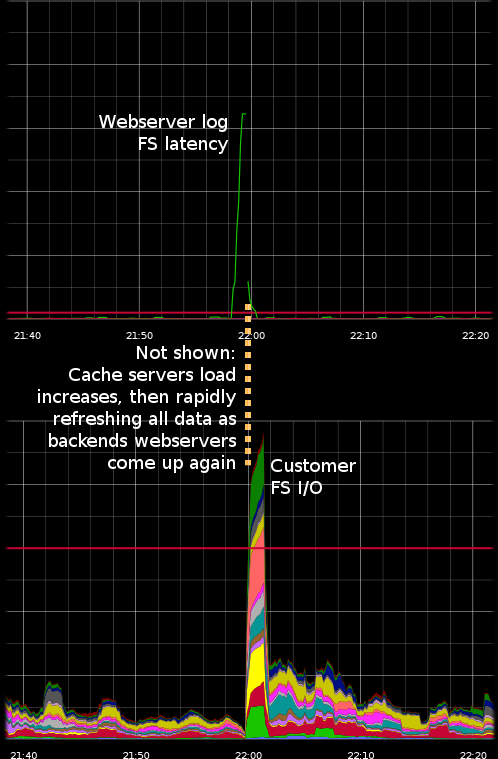 Webserver log
FS latency
21:40 21:50 22:00 22:10 22:20
Not shown:
Cache servers load
increases, then rapidly
refreshing all data as
backends webservers
come up again
Customer
FS I/O
21:40 21:50 22:00 22:10 22:20